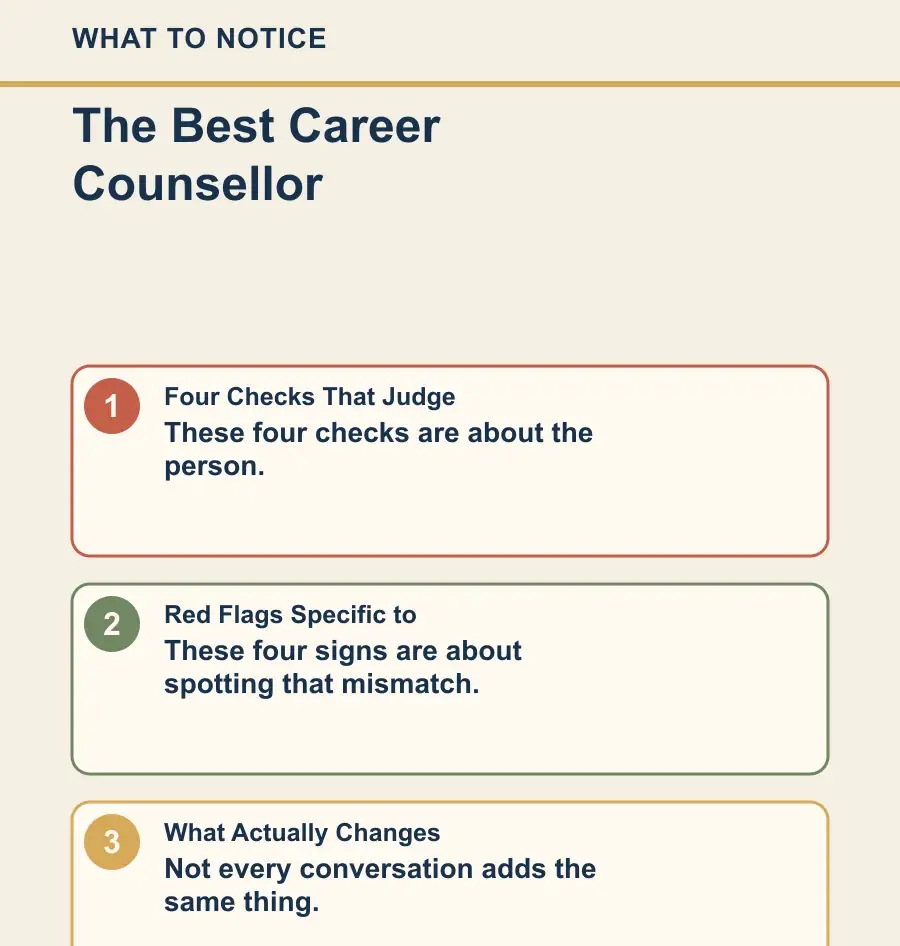 WHAT TO NOTICE
The Best Career
Counsellor
1
Four Checks That Judge
These four checks are about the
person.
2
Red Flags Specific to
These four signs are about
spotting that mismatch.
3
What Actually Changes
Not every conversation adds the
same thing.